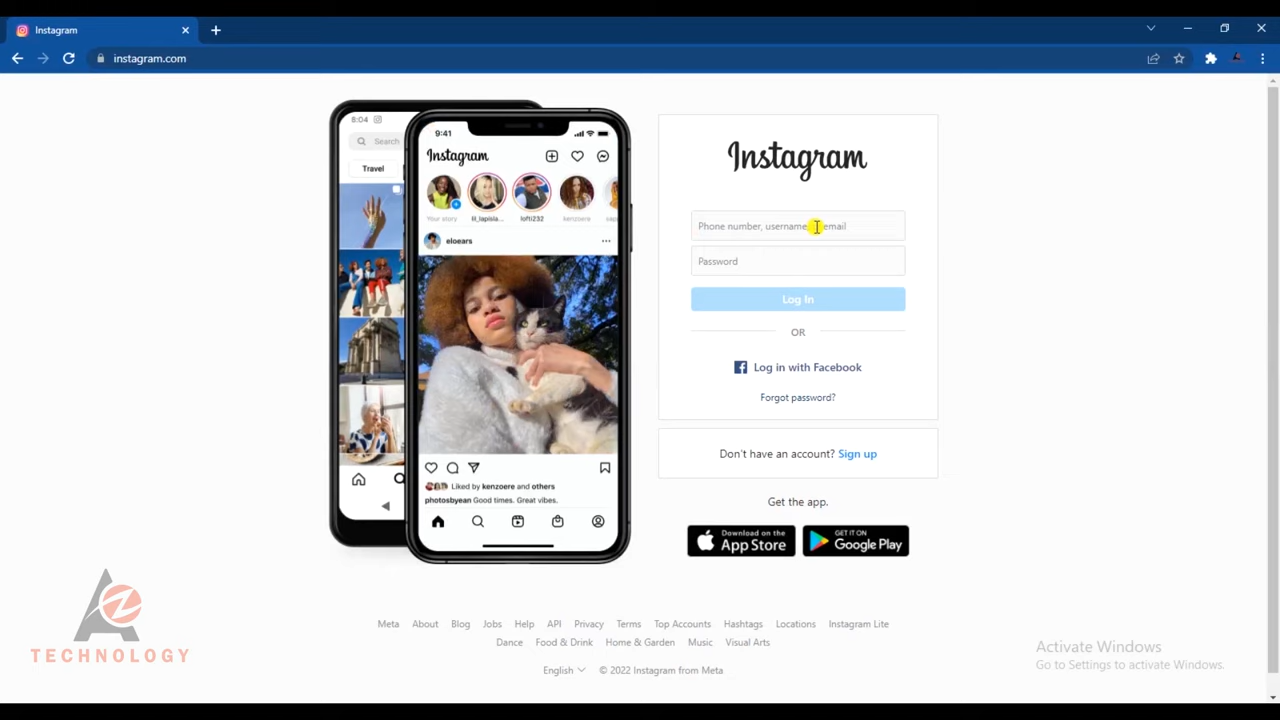 Instagram
instagram.com
8:04
Search
Travel
9:41
Instagram
Your story
lil_lapisla...
lofti232
kenzoere
eloears
Liked by kenzoere and others
photosbyean Good times. Great vibes.
Instagram
Phone number, username email
Password
Log In
OR
Log in with Facebook
Forgot password?
Don't have an account? Sign up
Get the app.
Download on the
App Store
GET IT ON
Google Play
Meta About Blog Jobs Help API Privacy Terms Top Accounts Hashtags Locations Instagram Lite
Dance Food & Drink Home & Garden Music Visual Arts
English © 2022 Instagram from Meta
AZ
TECHNOLOGY
Activate Windows
Go to Settings to activate Windows.